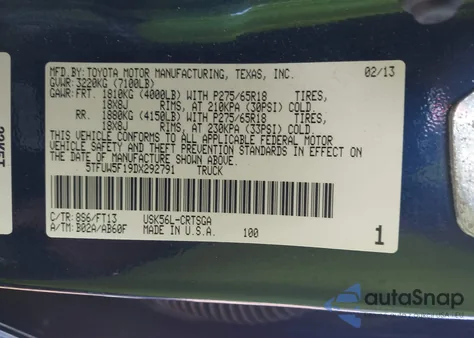 MFD.BY:TOYOTA MOTOR MANUFACTURING, TEXAS, INC. 02/13
GVWR: 3220KG (7100LB)
GAWR: FRT. 1810KG (4000LB) WITH P275/65R18 TIRES,
18X8J RIMS, AT 210KPA (30PSI) COLD
RR. 1880KG (4150LB) WITH P275/65R18 TIRES,
18X8J RIMS, AT 230KPA (33PSI) COLD
THIS VEHICLE CONFORMS TO ALL APPLICABLE FEDERAL MOTOR
VEHICLE SAFETY AND THEFT PREVENTION STANDARDS IN EFFECT ON
THE DATE OF MANUFACTURE SHOWN ABOVE.
5TFUW5F19DX292791 TRUCK
C/TR: 8S6/FT13 USK56L-CRTSGA
A/TM: B02A/AB60F MADE IN U.S.A. 100 1
autoSnap